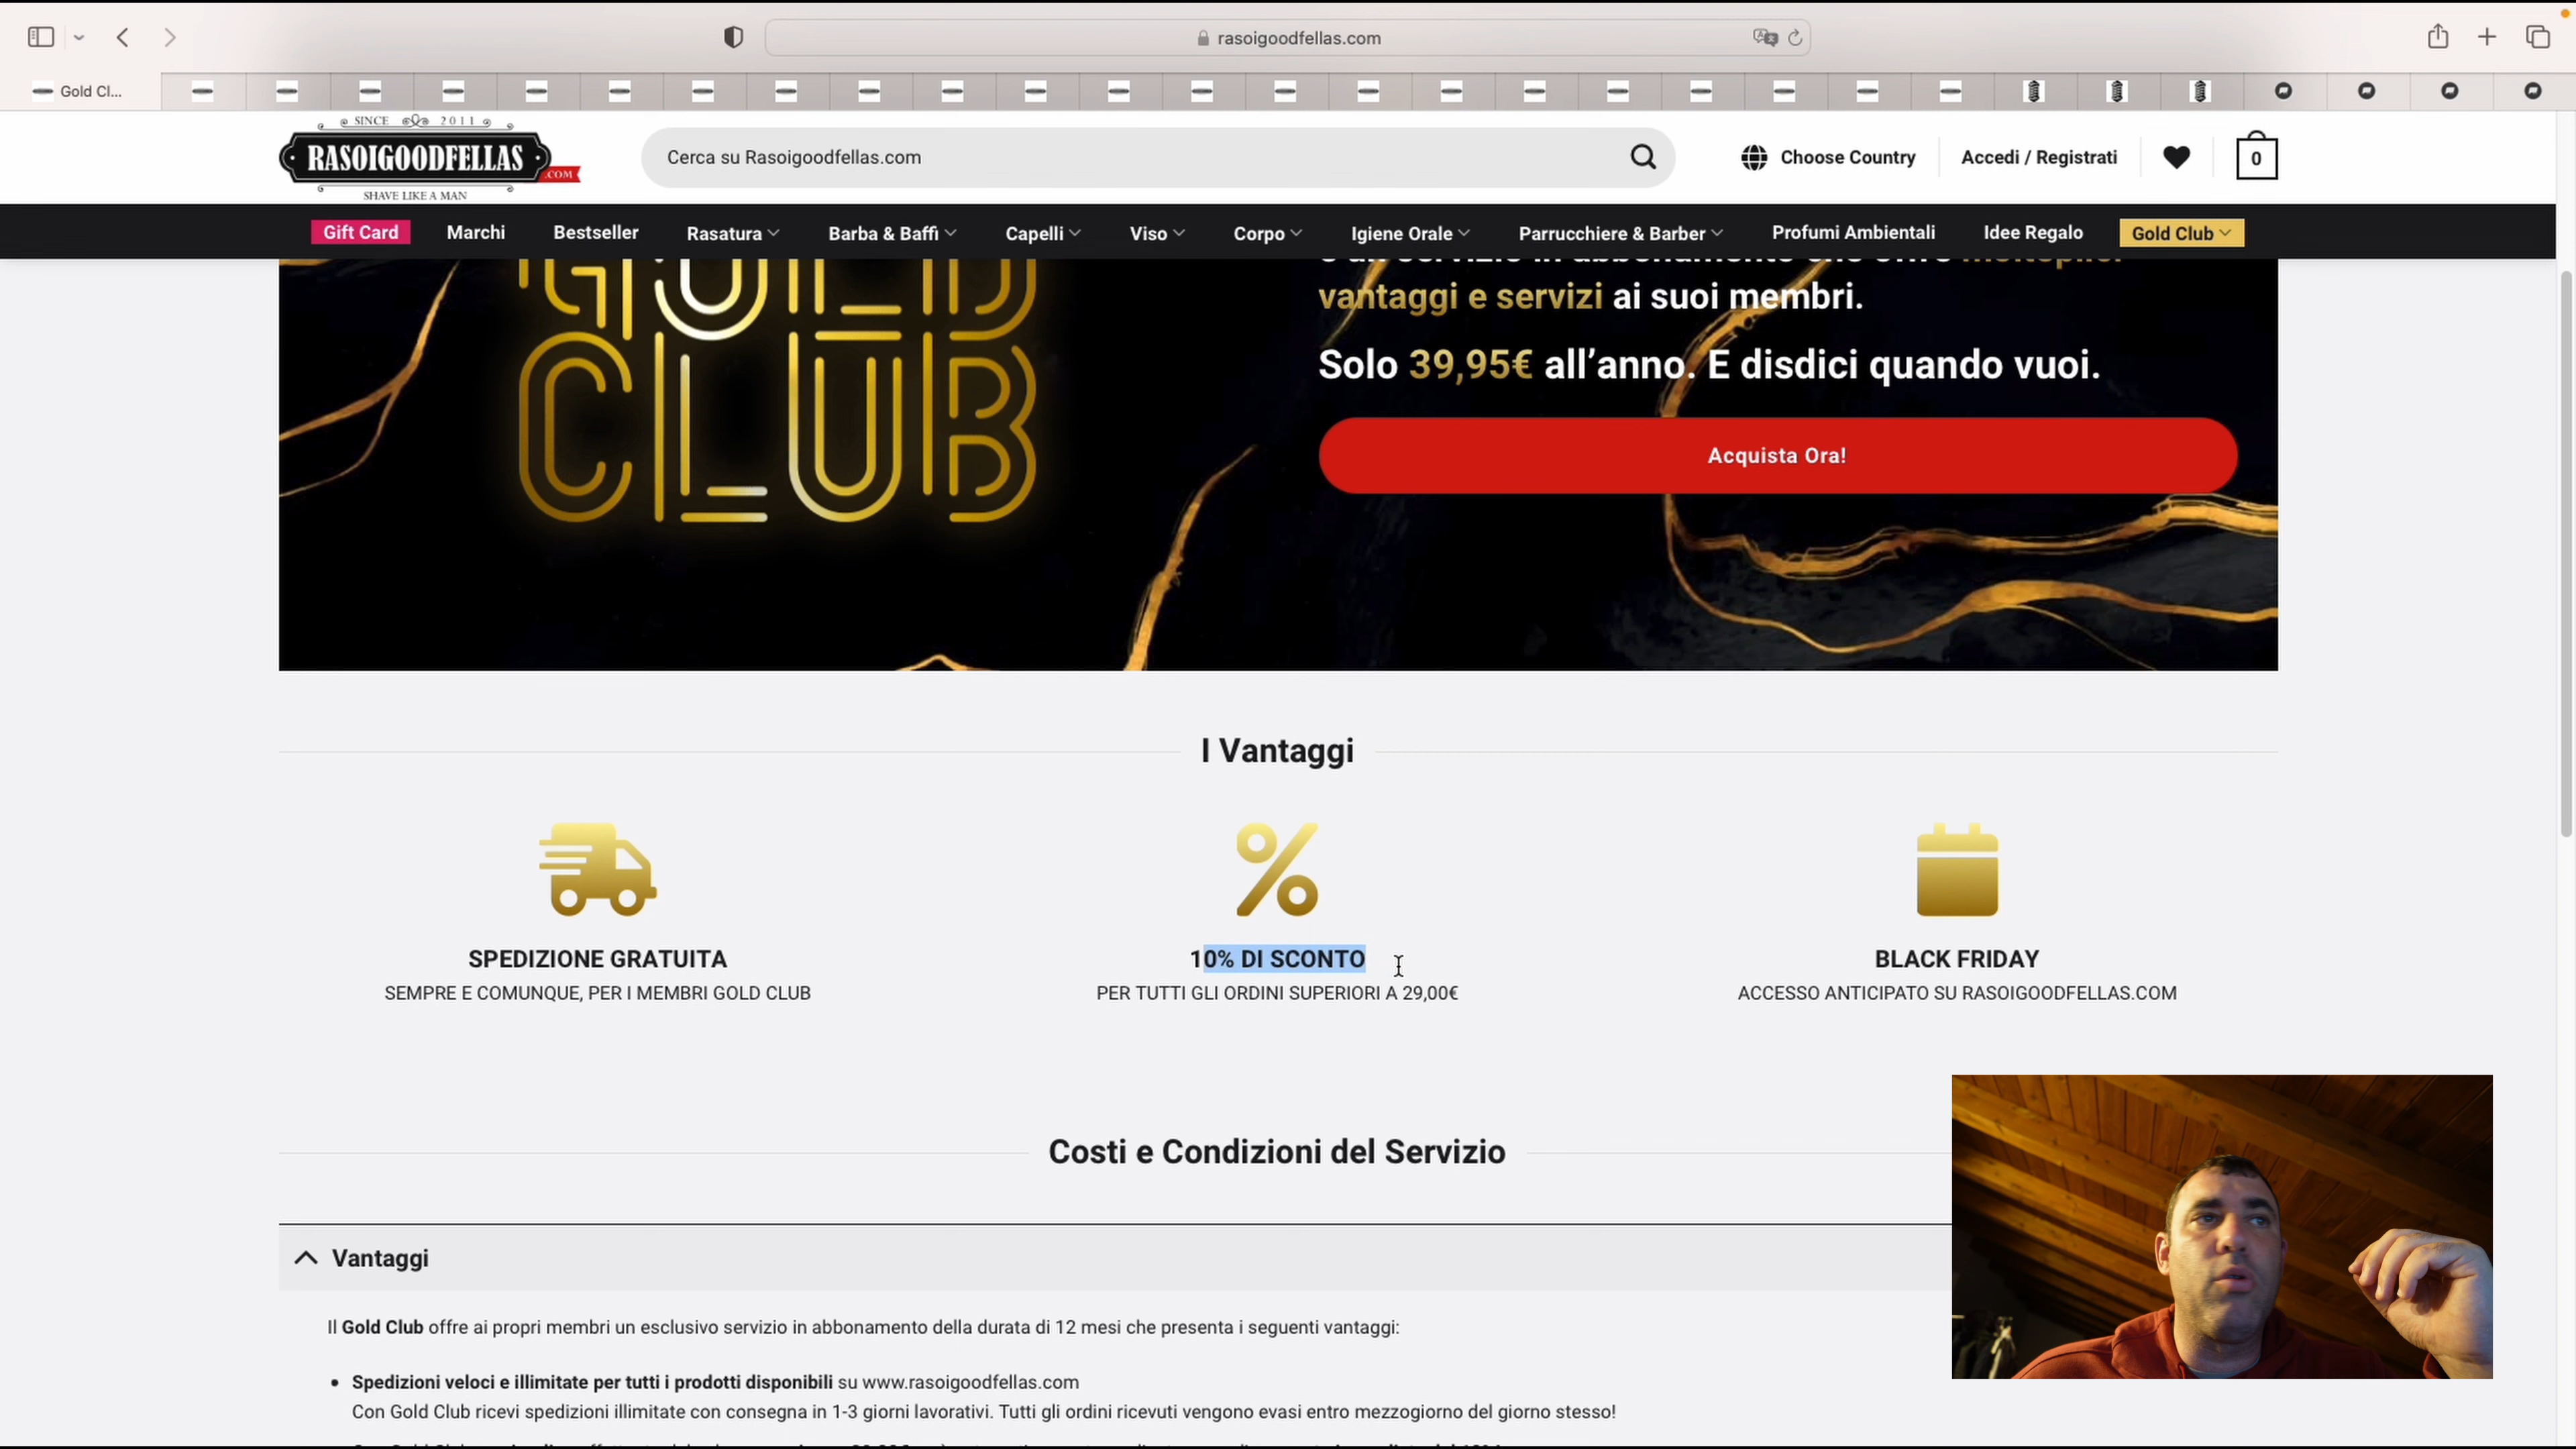 rasoigoodfellas.com
Gold Cl...
SINCE 2011
RASOIGOODFELLAS
.COM
SHAVE LIKE A MAN
Cerca su Rasoigoodfellas.com
Choose Country
Accedi / Registrati
0
Gift Card
Marchi
Bestseller
Rasatura
Barba & Baffi
Capelli
Viso
Corpo
Igiene Orale
Parrucchiere & Barber
Profumi Ambientali
Idee Regalo
Gold Club
GOLD
CLUB
vantaggi e servizi ai suoi membri.
Solo 39,95€ all’anno. E disdici quando vuoi.
Acquista Ora!
I Vantaggi
SPEDIZIONE GRATUITA
SEMPRE E COMUNQUE, PER I MEMBRI GOLD CLUB
10% DI SCONTO
PER TUTTI GLI ORDINI SUPERIORI A 29,00€
BLACK FRIDAY
ACCESSO ANTICIPATO SU RASOIGOODFELLAS.COM
Costi e Condizioni del Servizio
Vantaggi
Il Gold Club offre ai propri membri un esclusivo servizio in abbonamento della durata di 12 mesi che presenta i seguenti vantaggi:
• Spedizioni veloci e illimitate per tutti i prodotti disponibili su www.rasoigoodfellas.com
Con Gold Club ricevi spedizioni illimitate con consegna in 1-3 giorni lavorativi. Tutti gli ordini ricevuti vengono evasi entro mezzogiorno del giorno stesso!